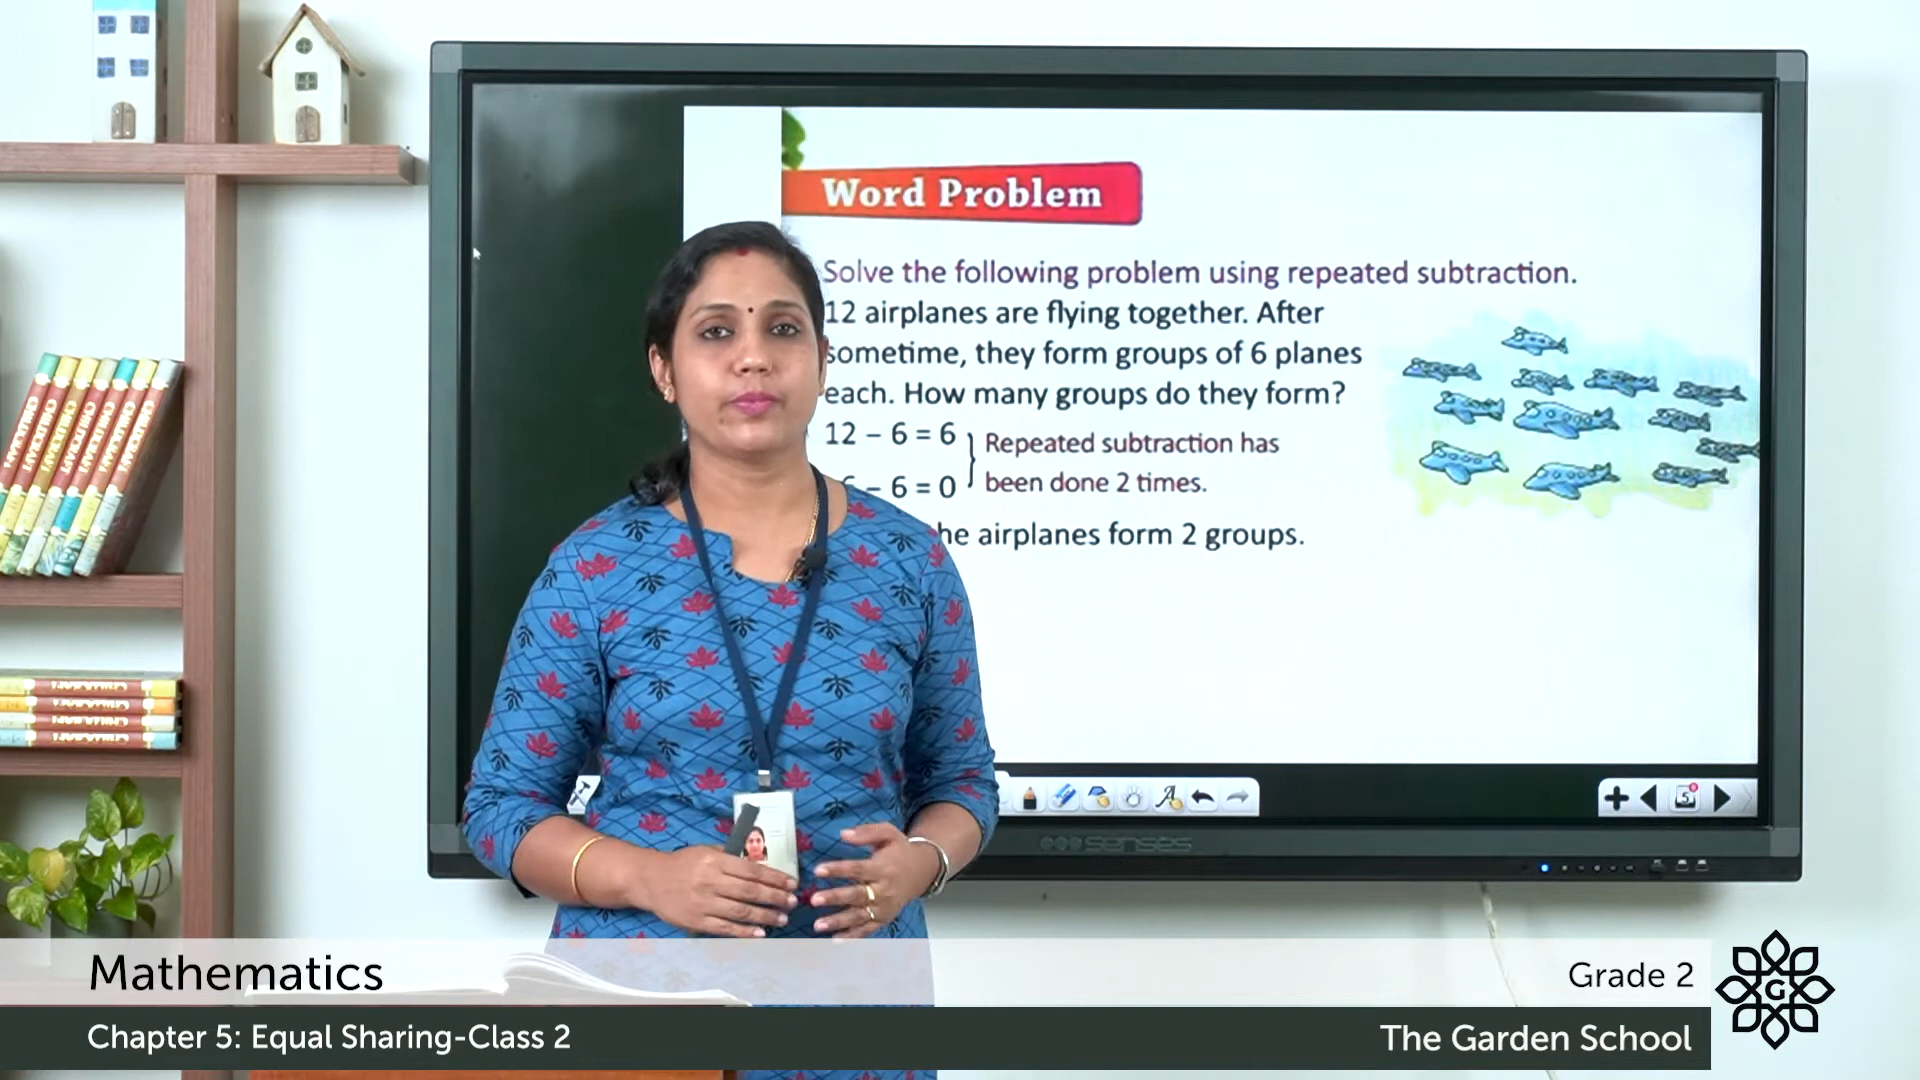 Word Problem
Solve the following problem using repeated subtraction.
12 airplanes are flying together. After
sometime, they form groups of 6 planes
each. How many groups do they form?
12 – 6 = 6
Repeated subtraction has
– 6 = 0
been done 2 times.
he airplanes form 2 groups.
5
senses
Mathematics
Grade 2
G
Chapter 5: Equal Sharing-Class 2
The Garden School